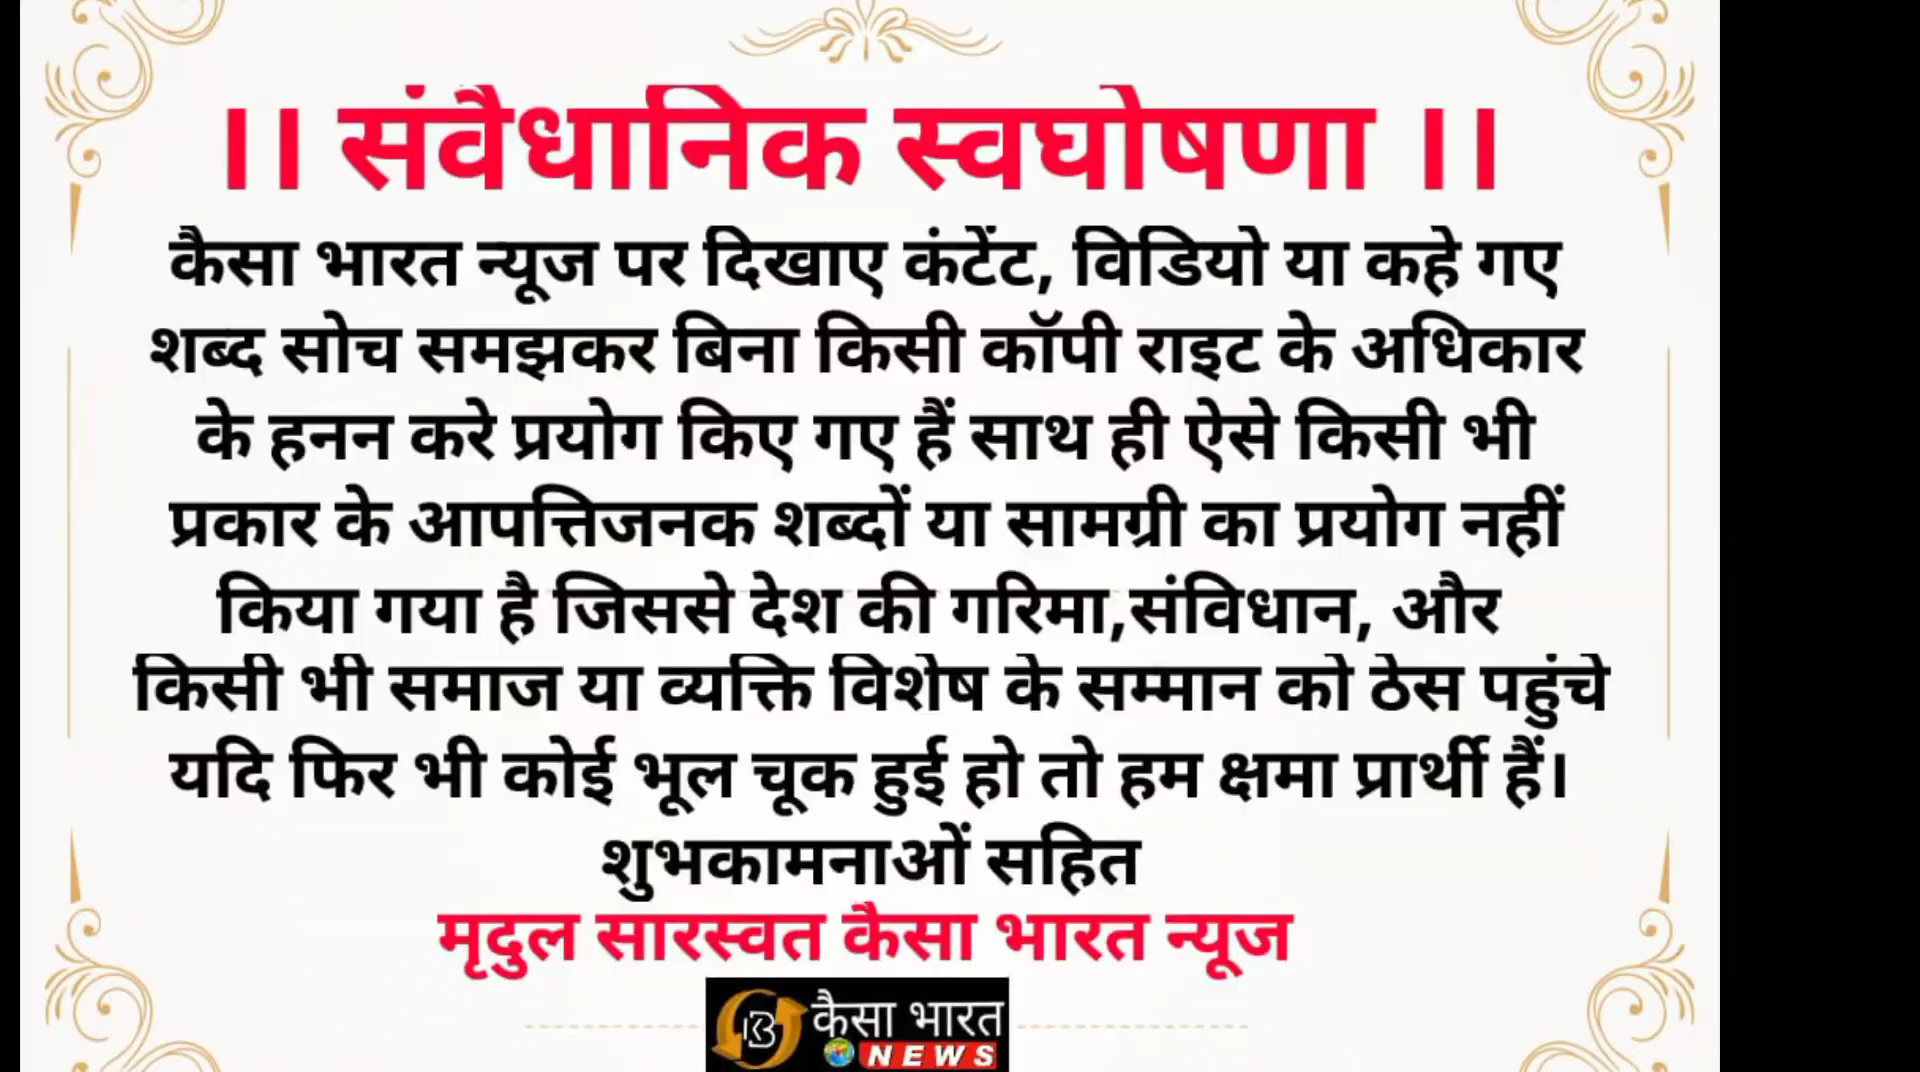 ।। संवैधानिक स्वघोषणा ।।
कैसा भारत न्यूज पर दिखाए कंटेंट, विडियो या कहे गए
शब्द सोच समझकर बिना किसी कॉपी राइट के अधिकार
के हनन करे प्रयोग किए गए हैं साथ ही ऐसे किसी भी
प्रकार के आपत्तिजनक शब्दों या सामग्री का प्रयोग नहीं
किया गया है जिससे देश की गरिमा,संविधान, और
किसी भी समाज या व्यक्ति विशेष के सम्मान को ठेस पहुंचे
यदि फिर भी कोई भूल चूक हुई हो तो हम क्षमा प्रार्थी हैं।
शुभकामनाओं सहित
मृदुल सारस्वत कैसा भारत न्यूज
कैसा भारत
NEWS